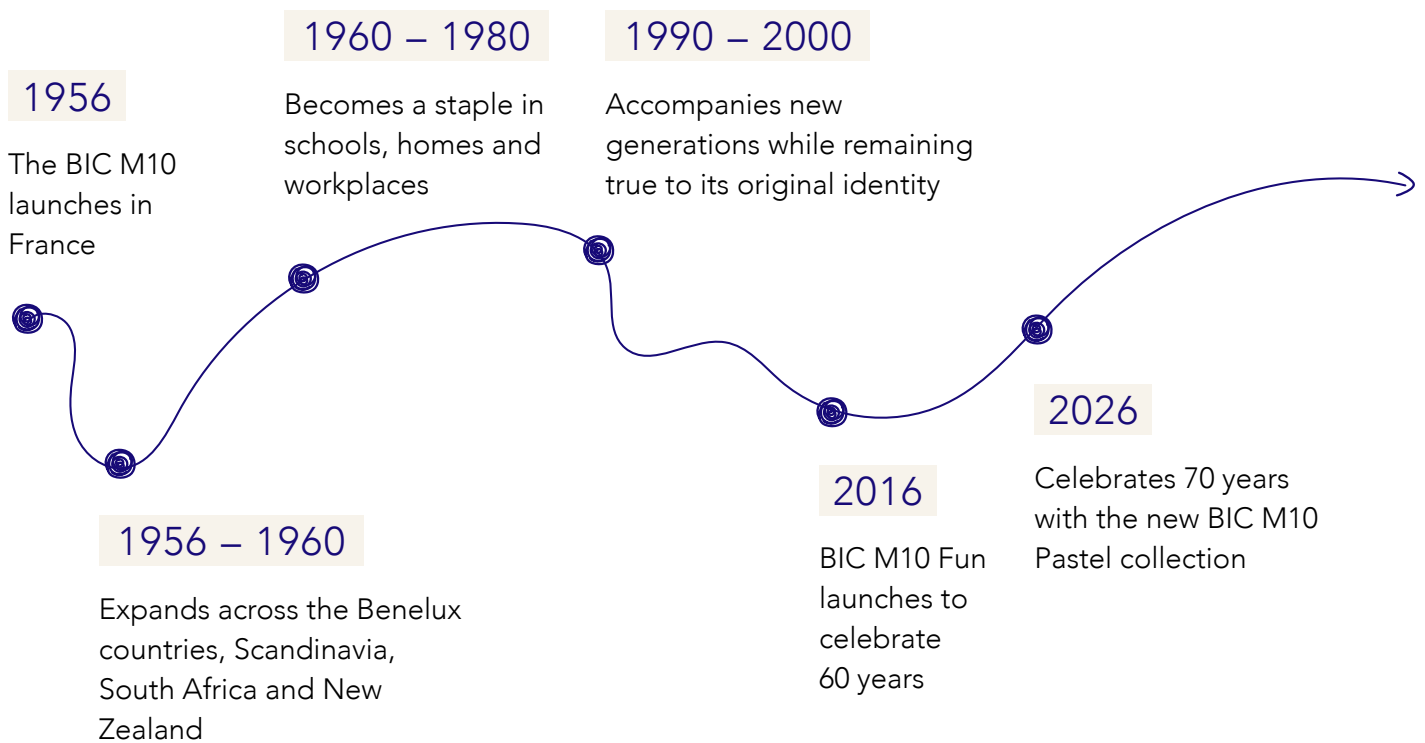 1956
The BIC M10
launches in
France
1956 – 1960
Expands across the Benelux
countries, Scandinavia,
South Africa and New
Zealand
1960 – 1980
Becomes a staple in
schools, homes and
workplaces
1990 – 2000
Accompanies new
generations while remaining
true to its original identity
2016
BIC M10 Fun
launches to
celebrate
60 years
2026
Celebrates 70 years
with the new BIC M10
Pastel collection